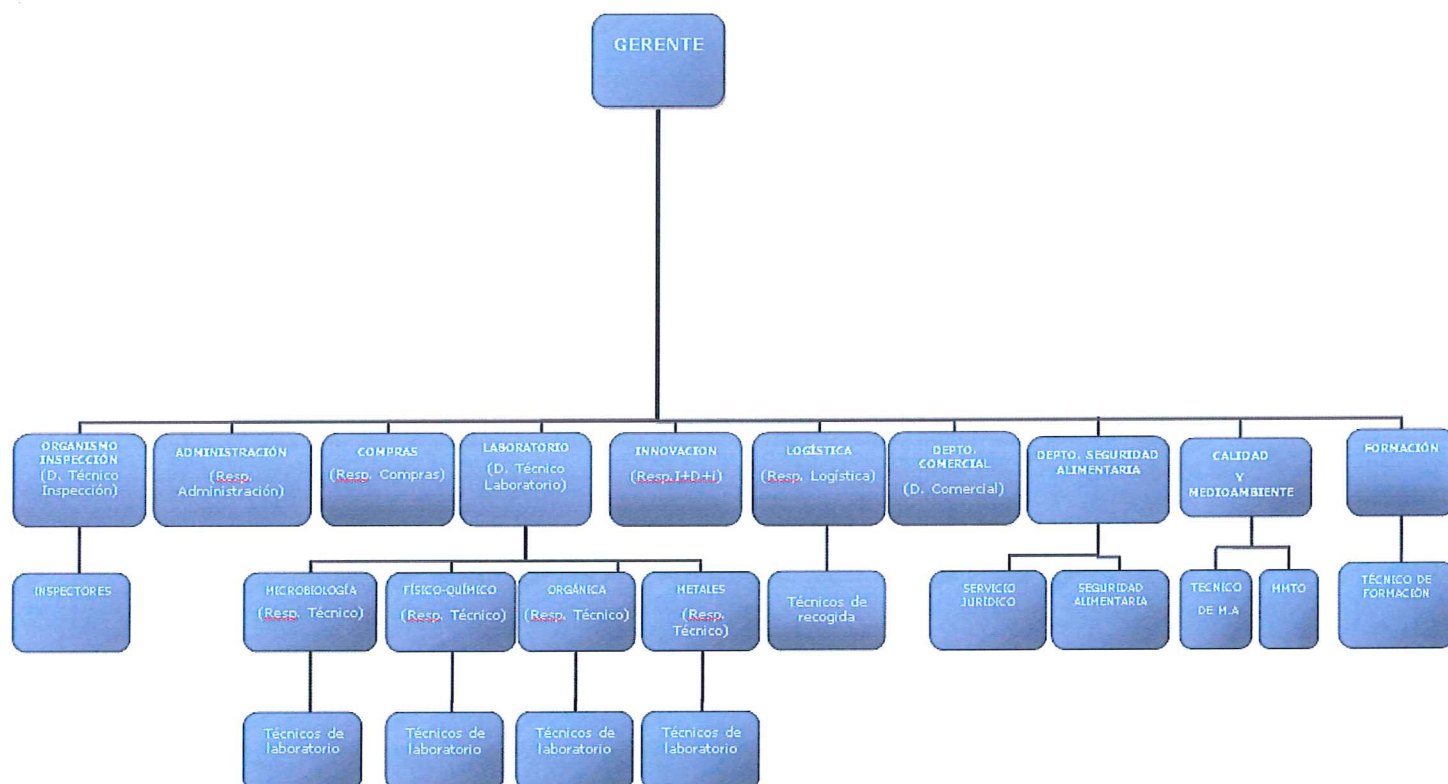 GERENTE
ORGANISMO
INSPECCIÓN
(D. Técnico
Inspección)
ADMINISTRACIÓN
(Resp.
Administración)
COMPRAS
(Resp. Compras)
LABORATORIO
(D. Técnico
Laboratorio)
INNOVACION
(Resp.I+D+I)
LOGÍSTICA
(Resp. Logística)
DEPTO.
COMERCIAL
(D. Comercial)
DEPTO. SEGURIDAD
ALIMENTARIA
CALIDAD
Y
MEDIOAMBIENTE
FORMACIÓN
INSPECTORES
MICROBIOLOGÍA
(Resp. Técnico)
FÍSICO-QUÍMICO
(Resp. Técnico)
ORGÁNICA
(Resp. Técnico)
METALES
(Resp.
Técnico)
Técnicos de
recogida
SERVICIO
JURÍDICO
SEGURIDAD
ALIMENTARIA
TECNICO
DE M.A
MMTO
TÉCNICO DE
FORMACIÓN
Técnicos de
laboratorio
Técnicos de
laboratorio
Técnicos de
laboratorio
Técnicos de
laboratorio